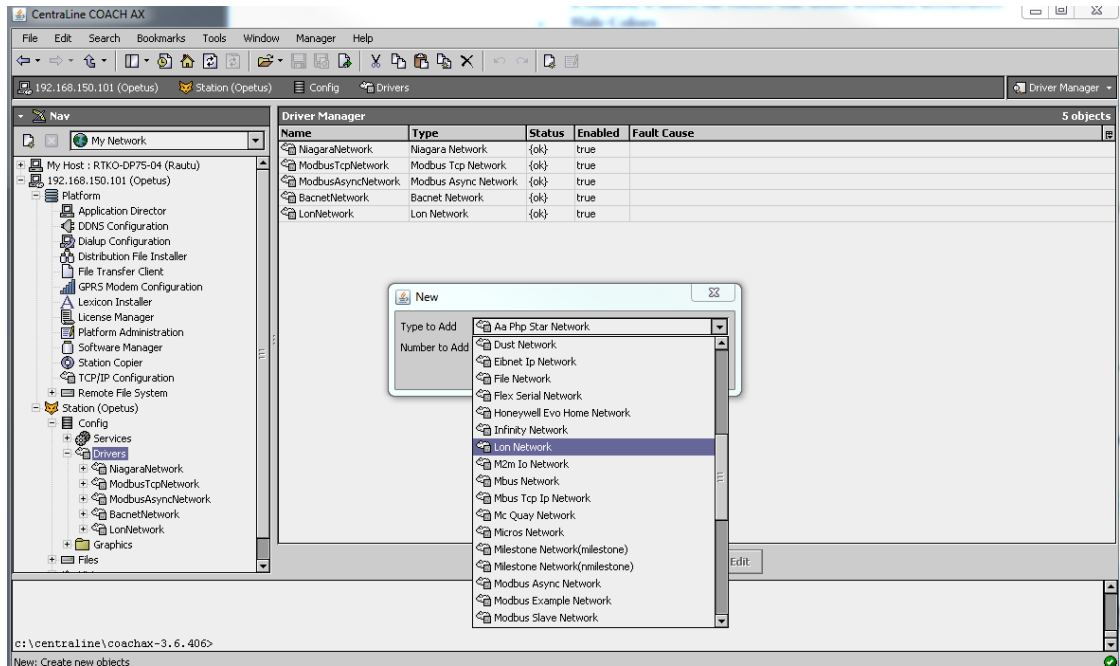 CentraLine COACH AX
File Edit Search Bookmarks Tools Window Manager Help
192.168.150.101 (Opetus) Station (Opetus) Config Drivers Driver Manager
Nav
My Network
My Host : RTKO-DP75-04 (Rautu)
192.168.150.101 (Opetus)
Platform
Application Director
DDNS Configuration
Dialup Configuration
Distribution File Installer
File Transfer Client
GPRS Modem Configuration
Lexicon Installer
License Manager
Platform Administration
Software Manager
Station Copier
TCP/IP Configuration
Remote File System
Station (Opetus)
Config
Services
Drivers
NiagaraNetwork
ModbusTcpNetwork
ModbusAsyncNetwork
BacnetNetwork
LonNetwork
Graphics
Files
Driver Manager 5 objects
Name Type Status Enabled Fault Cause
NiagaraNetwork Niagara Network {ok} true
ModbusTcpNetwork Modbus Tcp Network {ok} true
ModbusAsyncNetwork Modbus Async Network {ok} true
BacnetNetwork Bacnet Network {ok} true
LonNetwork Lon Network {ok} true
New
Type to Add Aa Php Star Network
Number to Add
Dust Network
Eibnet Ip Network
File Network
Flex Serial Network
Honeywell Evo Home Network
Infinity Network
Lon Network
M2m Io Network
Mbus Network
Mbus Tcp Ip Network
Mc Quay Network
Micros Network
Milestone Network(milestone)
Milestone Network(nmilestone)
Modbus Async Network
Modbus Example Network
Modbus Slave Network
Edit
c:\centraline\coachax-3.6.406>
New: Create new objects